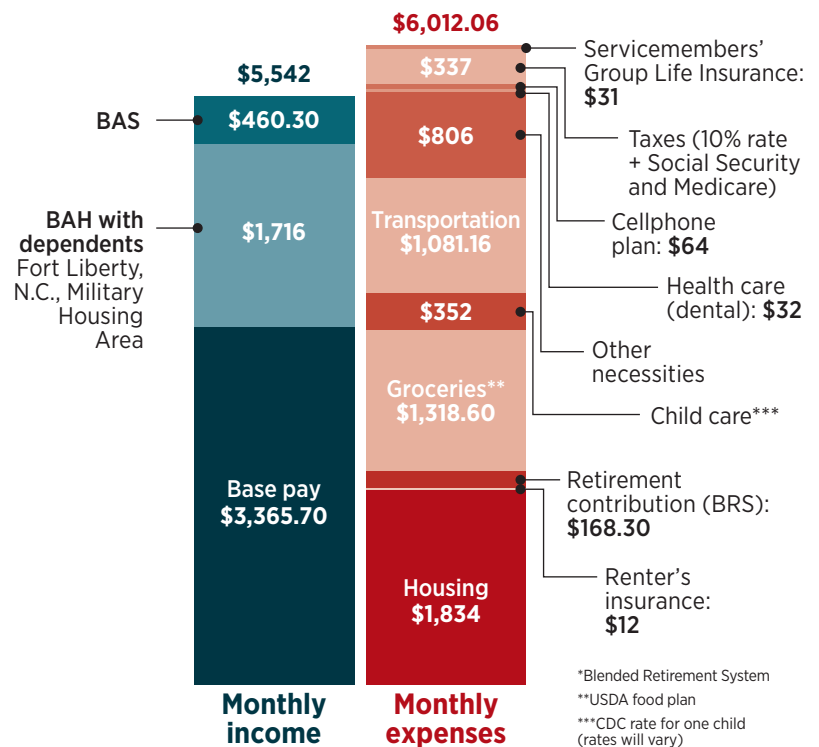 $5,542
BAS
$460.30
BAH with
dependents
Fort Liberty,
N.C., Military
Housing
Area
$1,716
Base pay
$3,365.70
Monthly
income
$6,012.06
$337
$806
Transportation
$1,081.16
$352
Groceries**
$1,318.60
Housing
$1,834
Monthly
expenses
Servicemembers’
Group Life Insurance:
$31
Taxes (10% rate
+ Social Security
and Medicare)
Cellphone
plan: $64
Health care
(dental): $32
Other
necessities
Child care***
Retirement
contribution (BRS):
$168.30
Renter’s
insurance:
$12
*Blended Retirement System
**USDA food plan
***CDC rate for one child
(rates will vary)